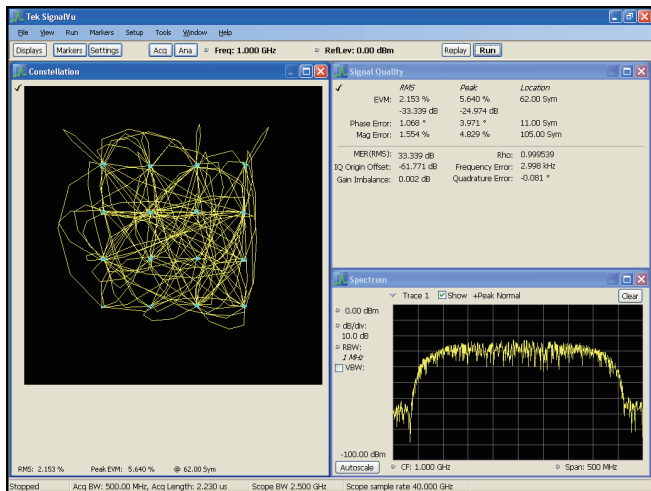 Tek SignalVu
File View Run Markers Setup Tools Window Help
Displays Markers Settings Acq Ana Freq: 1.000 GHz RefLev: 0.00 dBm Replay Run
Constellation
RMS: 2.153 % Peak EVM: 5.640 % @ 62.00 Sym
Signal Quality
RMS Peak Location
EVM: 2.153 % 5.640 % 62.00 Sym
-33.339 dB -24.974 dB
Phase Error: 1.068 ° 3.971 ° 11.00 Sym
Mag Error: 1.554 % 4.829 % 105.00 Sym
MER(RMS): 33.339 dB Rho: 0.999539
IQ Origin Offset: -61.771 dB Frequency Error: 2.998 kHz
Gain Imbalance: 0.002 dB Quadrature Error: -0.081 °
Spectrum
Trace 1 Show +Peak Normal Clear
0.00 dBm
dB/div:
10.0 dB
RBW:
1 MHz
VBW:
-100.00 dBm
Autoscale CF: 1.000 GHz Span: 500 MHz
Stopped Acq BW: 500.00 MHz, Acq Length: 2.230 us Scope BW 2.500 GHz Scope sample rate 40.000 GHz